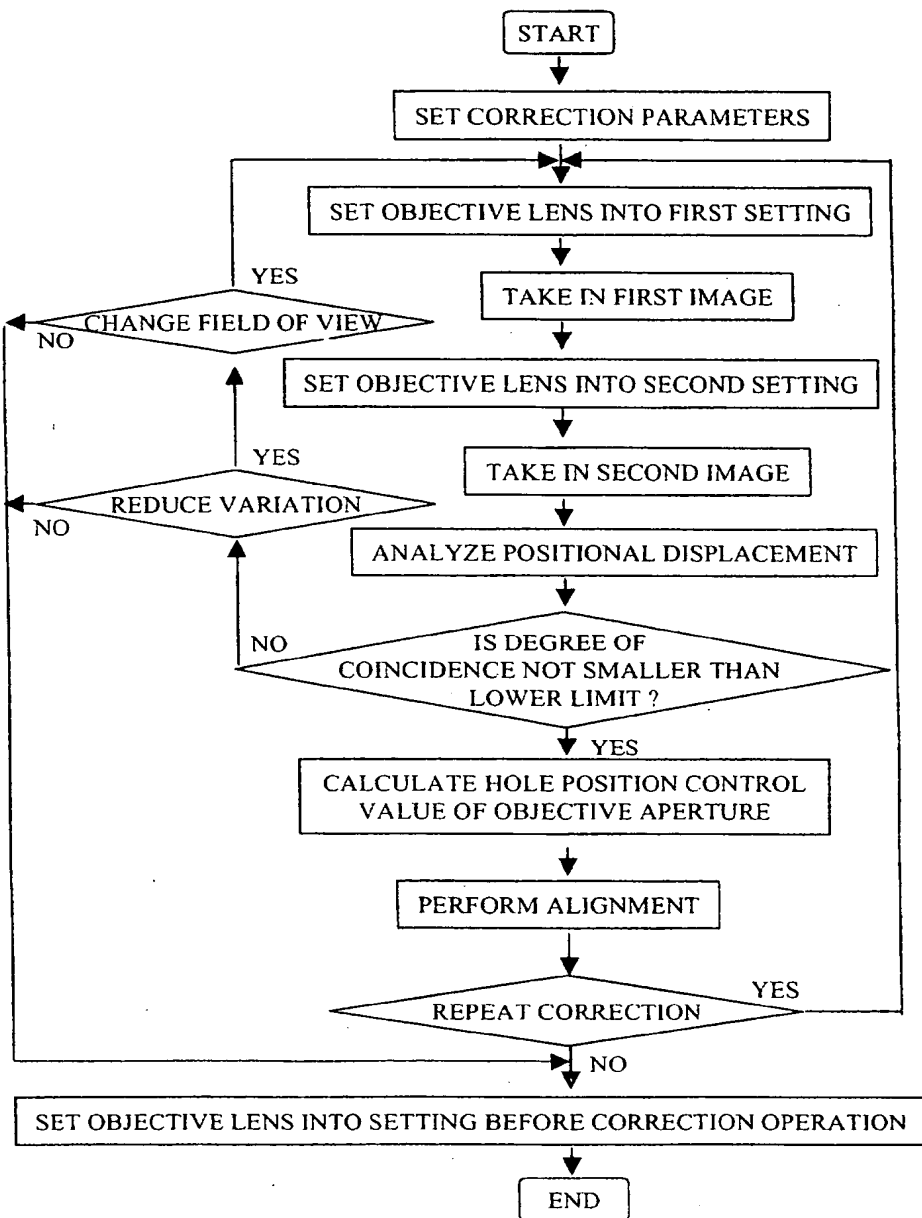 START
SET CORRECTION PARAMETERS
SET OBJECTIVE LENS INTO FIRST SETTING
YES
TAKE IN FIRST IMAGE
CHANGE FIELD OF VIEW
NO
SET OBJECTIVE LENS INTO SECOND SETTING
YES
TAKE IN SECOND IMAGE
REDUCE VARIATION
NO
ANALYZE POSITIONAL DISPLACEMENT
NO
IS DEGREE OF
COINCIDENCE NOT SMALLER THAN
LOWER LIMIT ?
YES
CALCULATE HOLE POSITION CONTROL
VALUE OF OBJECTIVE APERTURE
PERFORM ALIGNMENT
YES
REPEAT CORRECTION
NO
SET OBJECTIVE LENS INTO SETTING BEFORE CORRECTION OPERATION
END